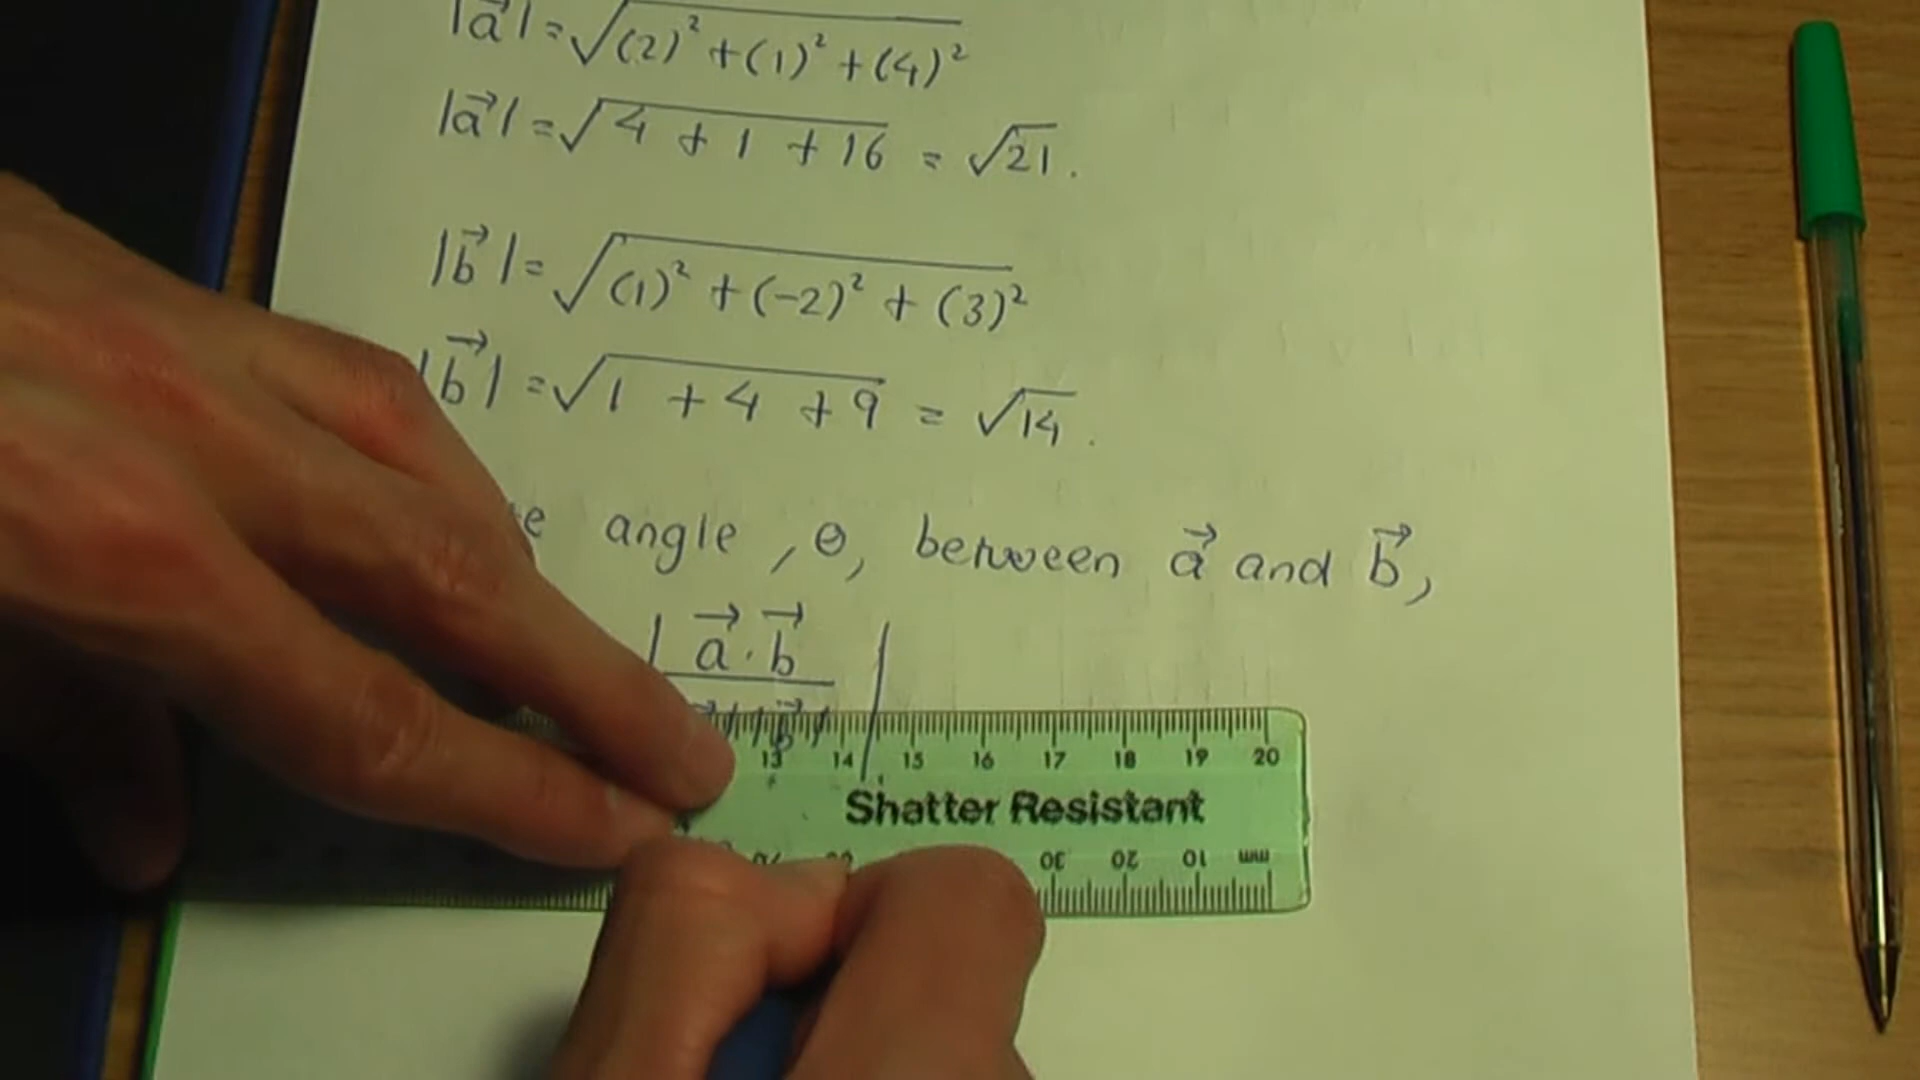 |a⃗| = √(2)² + (1)² + (4)²
|a⃗| = √4 + 1 + 16 = √21.
|b⃗| = √(1)² + (-2)² + (3)²
|b⃗| = √1 + 4 + 9 = √14.
angle, θ, between a⃗ and b⃗,
| a⃗ · b⃗ |
|b⃗|
13 14 15 16 17 18 19 20
Shatter Resistant
30 20 10 mm